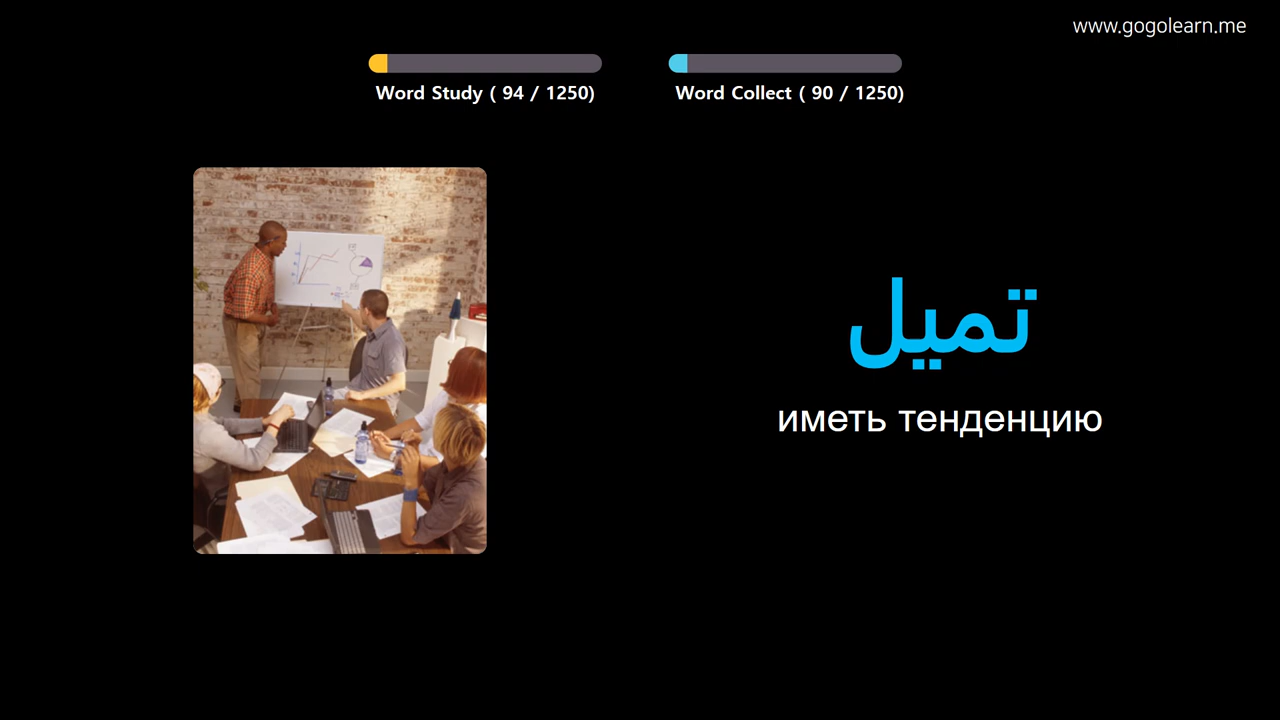 www.gogolearn.me
Word Study ( 94 / 1250)
Word Collect ( 90 / 1250)
تميل
иметь тенденцию